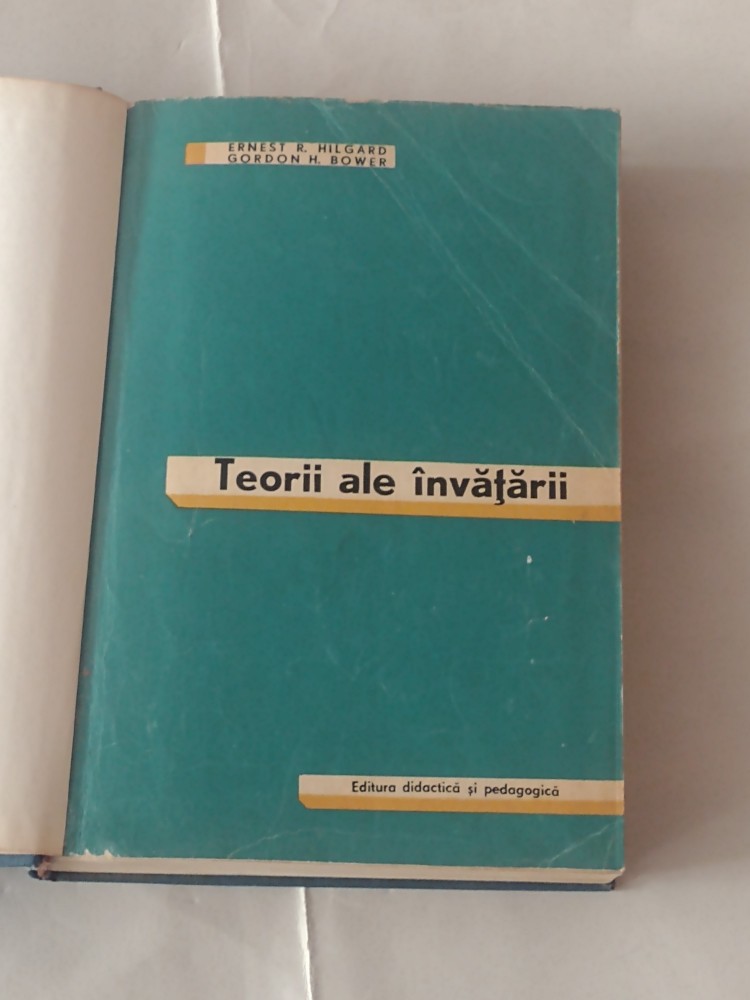 ERNEST R. HILGARD
GORDON H. BOWER
Teorii ale învăţării
Editura didactică şi pedagogică